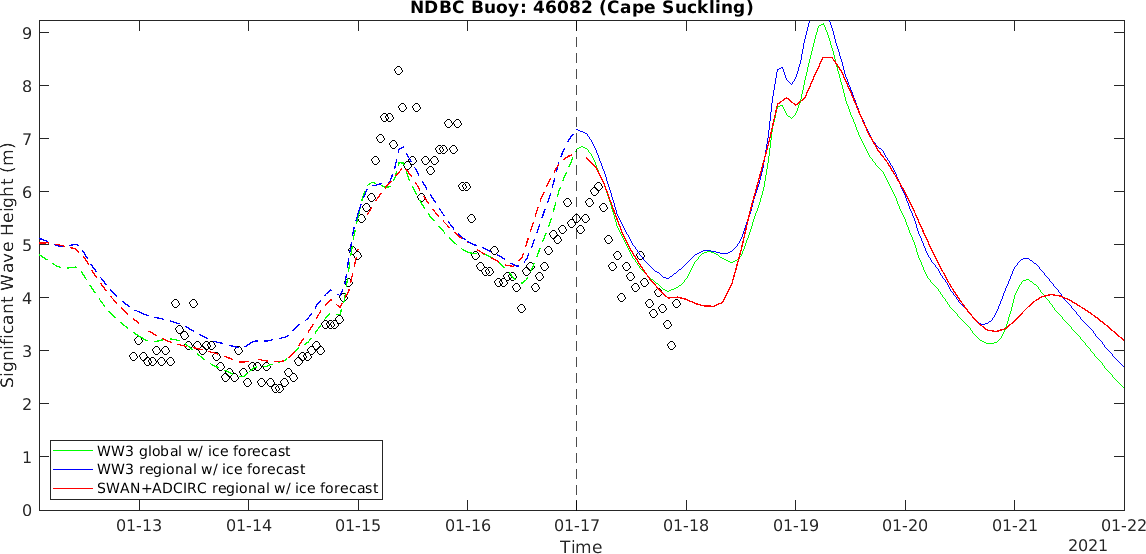 NDBC Buoy: 46082 (Cape Suckling)
9
8
7
6
5
4
3
2
1
0
Significant Wave Height (m)
WW3 global w/ ice forecast
WW3 regional w/ ice forecast
SWAN+ADCIRC regional w/ ice forecast
01-13 01-14 01-15 01-16 01-17 01-18 01-19 01-20 01-21 01-22
Time
2021